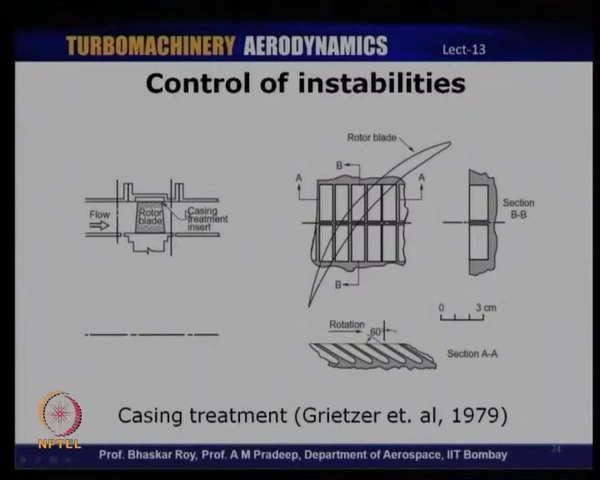 TURBOMACHINERY AERODYNAMICS
Lect-13
Control of instabilities
Flow
Rotor
blade
Casing
treatment
insert
Rotor blade
B
A
A
B
Section
B-B
0 3 cm
Rotation
60°
Section A-A
Casing treatment (Grietzer et. al, 1979)
NPTEL
Prof. Bhaskar Roy, Prof. A M Pradeep, Department of Aerospace, IIT Bombay
24